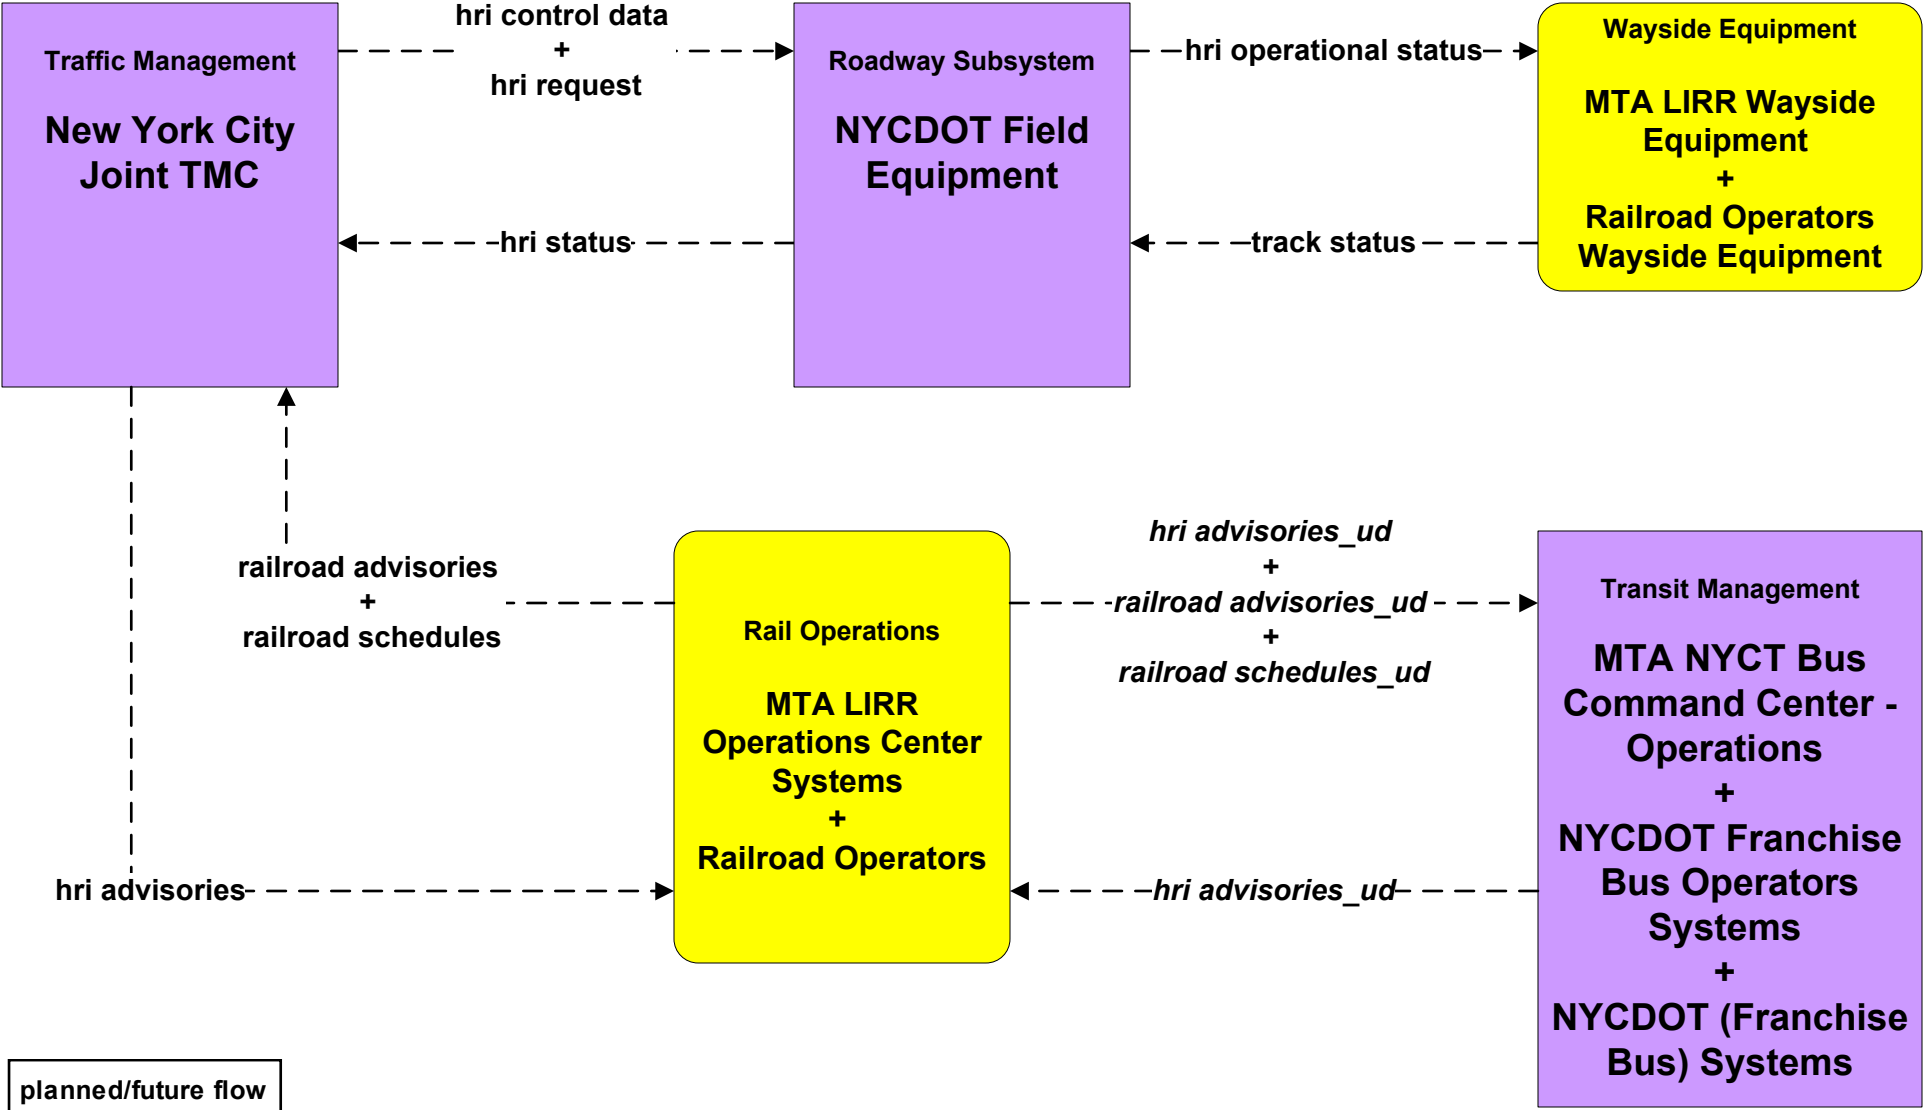 Traffic Management
New York City
Joint TMC
hri control data
+
hri request
Roadway Subsystem
NYCDOT Field
Equipment
hri operational status
Wayside Equipment
MTA LIRR Wayside
Equipment
+
Railroad Operators
Wayside Equipment
hri status
track status
railroad advisories
+
railroad schedules
Rail Operations
MTA LIRR
Operations Center
Systems
+
Railroad Operators
hri advisories_ud
+
railroad advisories_ud
+
railroad schedules_ud
Transit Management
MTA NYCT Bus
Command Center -
Operations
+
NYCDOT Franchise
Bus Operators
Systems
+
NYCDOT (Franchise
Bus) Systems
hri advisories
hri advisories_ud
planned/future flow